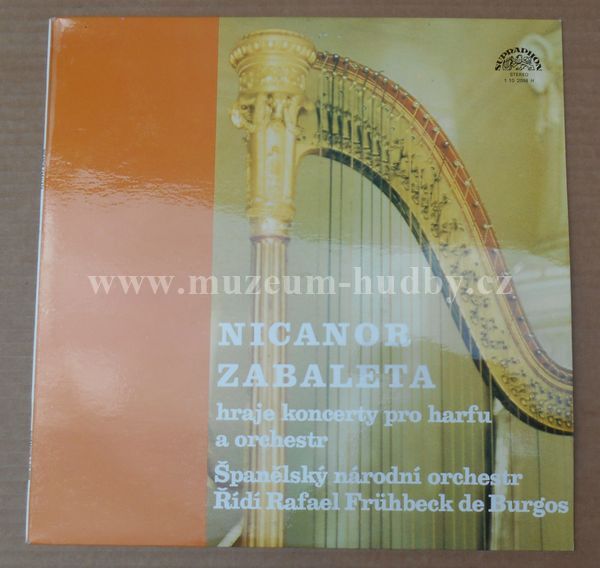 SUPRAPHON
STEREO
www.muzeum-hudby.cz
NICANOR
ZABALETA
hraje koncerty pro harfu
a orchestr
Španělský národní orchestr
Řídí Rafael Frühbeck de Burgos